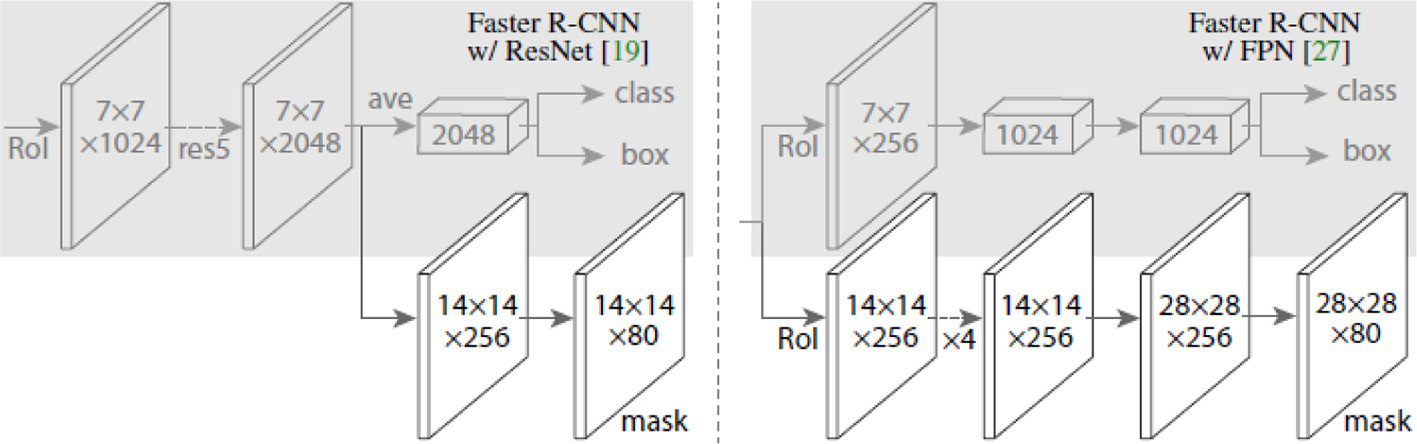 Faster R-CNN
w/ ResNet [19]
RoI
7×7
×1024
res5
7×7
×2048
ave
2048
class
box
14×14
×256
14×14
×80
mask
Faster R-CNN
w/ FPN [27]
RoI
7×7
×256
1024
1024
class
box
RoI
14×14
×256
×4
14×14
×256
28×28
×256
28×28
×80
mask